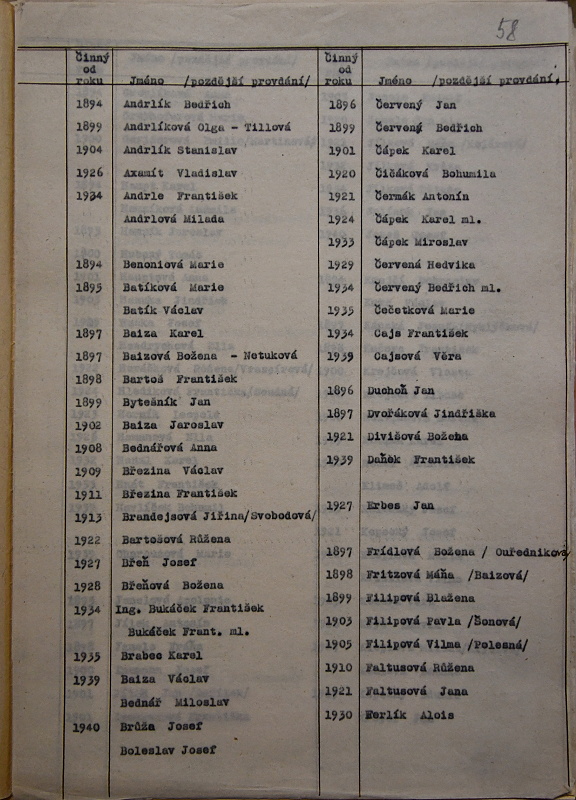 58
Činný
od
roku
Jméno /pozdější provdání/
1894 Andrlík Bedřich
1899 Andrlíková Olga - Tillová
1904 Andrlík Stanislav
1926 Axamít Vladislav
1934 Andrle František
Andrlová Milada
1894 Benoniová Marie
1895 Batíková Marie
Batík Václav
1897 Baiza Karel
1897 Baizová Božena - Netuková
1898 Bartoš František
1899 Bytešník Jan
1902 Baiza Jaroslav
1908 Bednářová Anna
1909 Březina Václav
1911 Březina František
1913 Brandejsová Jiřina/Svobodová/
1922 Bartošová Růžena
1927 Břeň Josef
1928 Břeňová Božena
1934 Ing. Bukáček František
Bukáček Frant. ml.
1935 Brabec Karel
1939 Baiza Václav
Bednář Miloslav
1940 Brůža Josef
Boleslav Josef
Činný
od
roku
Jméno /pozdější provdání,
1896 Červený Jan
1899 Červený Bedřich
1901 Čápek Karel
1920 Čičáková Bohumila
1921 Čermák Antonín
1924 Čápek Karel ml.
1933 Čápek Miroslav
1929 Červená Hedvika
1934 Červený Bedřich ml.
1935 Čečetková Marie
1934 Cajs František
1939 Cajsová Věra
1896 Duchoň Jan
1897 Dvořáková Jindřiška
1921 Divišová Božena
1939 Daněk František
1927 Erbes Jan
1897 Frídlová Božena / Ouředníková/
1898 Fritzová Máňa /Baizová/
1899 Filipová Blažena
1903 Filipová Pavla /Šonová/
1905 Filipová Vilma /Polesná/
1910 Faltusová Růžena
1921 Faltusová Jana
1930 Ferlík Alois